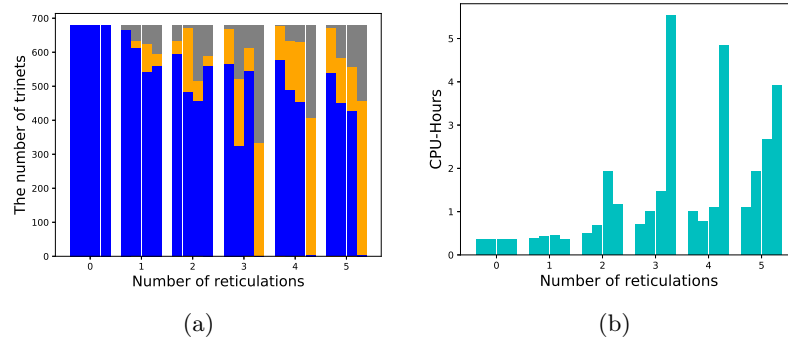 The number of trinets
700
600
500
400
300
200
100
0
0 1 2 3 4 5
Number of reticulations
(a)
CPU-Hours
5
4
3
2
1
0
0 1 2 3 4 5
Number of reticulations
(b)